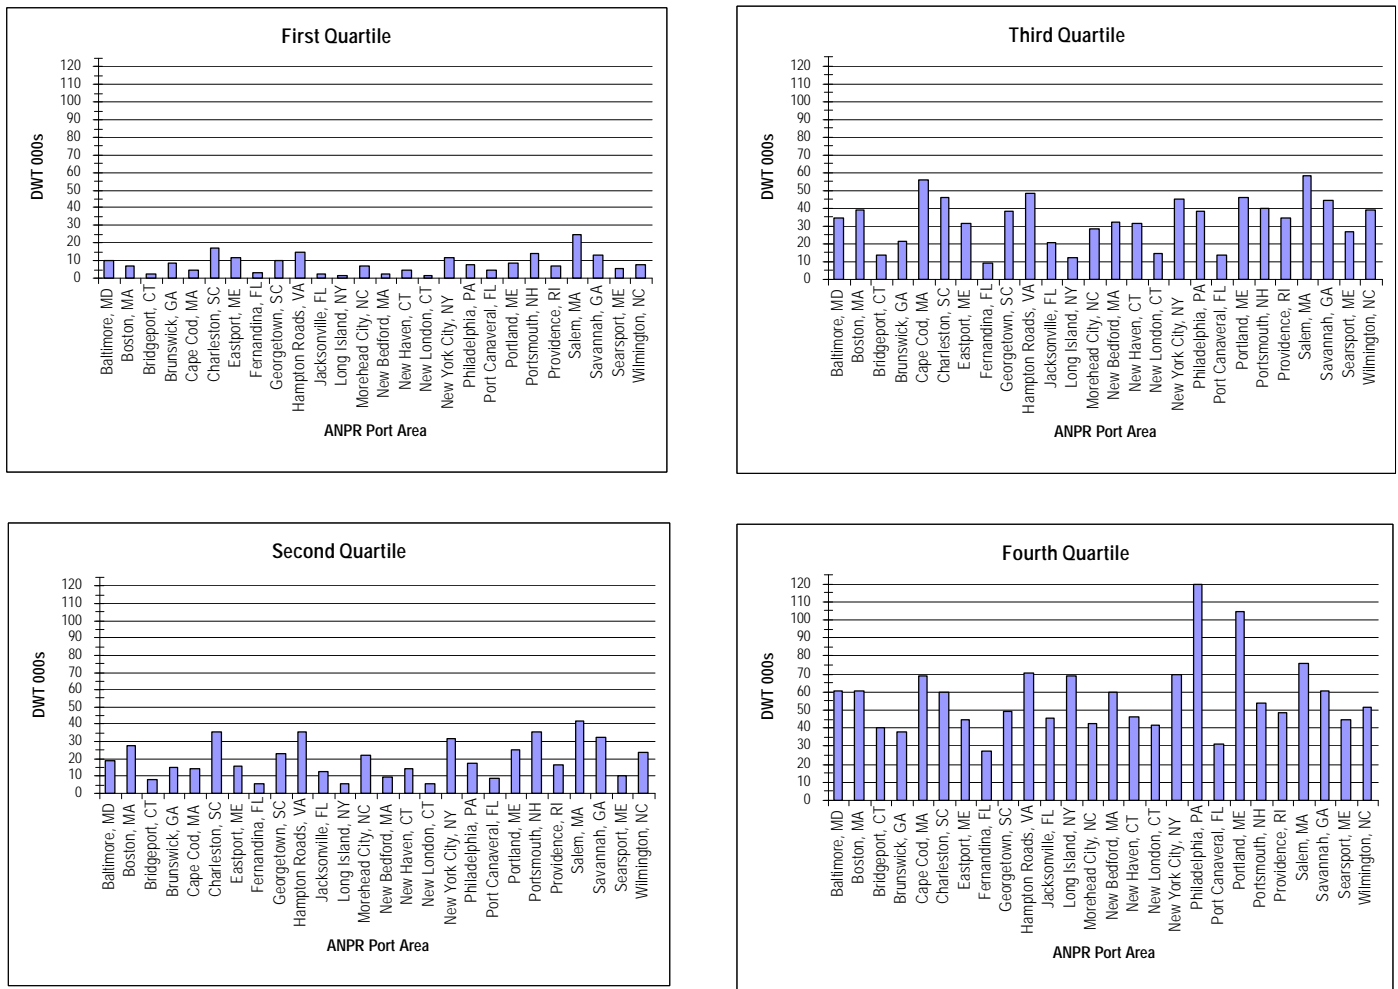 First Quartile
120
110
100
90
80
70
60
50
40
30
20
10
0
DWT 000s
Baltimore, MD
Boston, MA
Bridgeport, CT
Brunswick, GA
Cape Cod, MA
Charleston, SC
Eastport, ME
Fernandina, FL
Georgetown, SC
Hampton Roads, VA
Jacksonville, FL
Long Island, NY
Morehead City, NC
New Bedford, MA
New Haven, CT
New London, CT
New York City, NY
Philadelphia, PA
Port Canaveral, FL
Portland, ME
Portsmouth, NH
Providence, RI
Salem, MA
Savannah, GA
Searsport, ME
Wilmington, NC
ANPR Port Area
Third Quartile
120
110
100
90
80
70
60
50
40
30
20
10
0
DWT 000s
Baltimore, MD
Boston, MA
Bridgeport, CT
Brunswick, GA
Cape Cod, MA
Charleston, SC
Eastport, ME
Fernandina, FL
Georgetown, SC
Hampton Roads, VA
Jacksonville, FL
Long Island, NY
Morehead City, NC
New Bedford, MA
New Haven, CT
New London, CT
New York City, NY
Philadelphia, PA
Port Canaveral, FL
Portland, ME
Portsmouth, NH
Providence, RI
Salem, MA
Savannah, GA
Searsport, ME
Wilmington, NC
ANPR Port Area
Second Quartile
120
110
100
90
80
70
60
50
40
30
20
10
0
DWT 000s
Baltimore, MD
Boston, MA
Bridgeport, CT
Brunswick, GA
Cape Cod, MA
Charleston, SC
Eastport, ME
Fernandina, FL
Georgetown, SC
Hampton Roads, VA
Jacksonville, FL
Long Island, NY
Morehead City, NC
New Bedford, MA
New Haven, CT
New London, CT
New York City, NY
Philadelphia, PA
Port Canaveral, FL
Portland, ME
Portsmouth, NH
Providence, RI
Salem, MA
Savannah, GA
Searsport, ME
Wilmington, NC
ANPR Port Area
Fourth Quartile
120
110
100
90
80
70
60
50
40
30
20
10
0
DWT 000s
Baltimore, MD
Boston, MA
Bridgeport, CT
Brunswick, GA
Cape Cod, MA
Charleston, SC
Eastport, ME
Fernandina, FL
Georgetown, SC
Hampton Roads, VA
Jacksonville, FL
Long Island, NY
Morehead City, NC
New Bedford, MA
New Haven, CT
New London, CT
New York City, NY
Philadelphia, PA
Port Canaveral, FL
Portland, ME
Portsmouth, NH
Providence, RI
Salem, MA
Savannah, GA
Searsport, ME
Wilmington, NC
ANPR Port Area